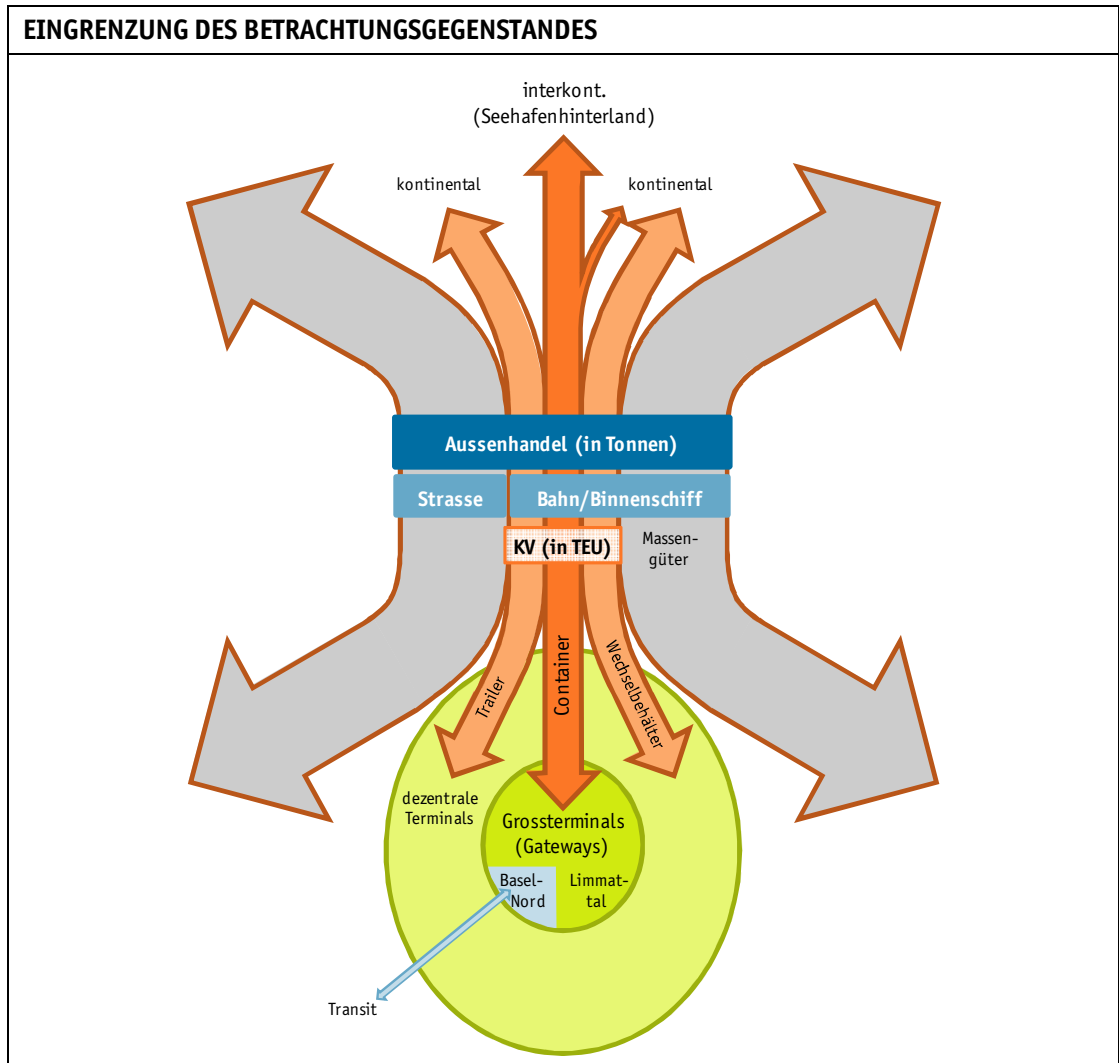 EINGRENZUNG DES BETRACHTUNGSGEGENSTANDES
interkont.
(Seehafenhinterland)
kontinental
kontinental
Aussenhandel (in Tonnen)
Strasse
Bahn/Binnenschiff
KV (in TEU)
Massen-
güter
Trailer
Container
Wechselbehälter
dezentrale
Terminals
Grossterminals
(Gateways)
Basel-
Nord
Limmat-
tal
Transit